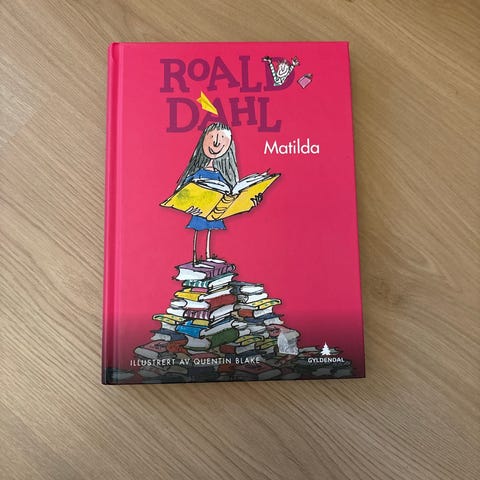 ROALD
DAHL
Matilda
ILLUSTRERT AV QUENTIN BLAKE
GYLDENDAL